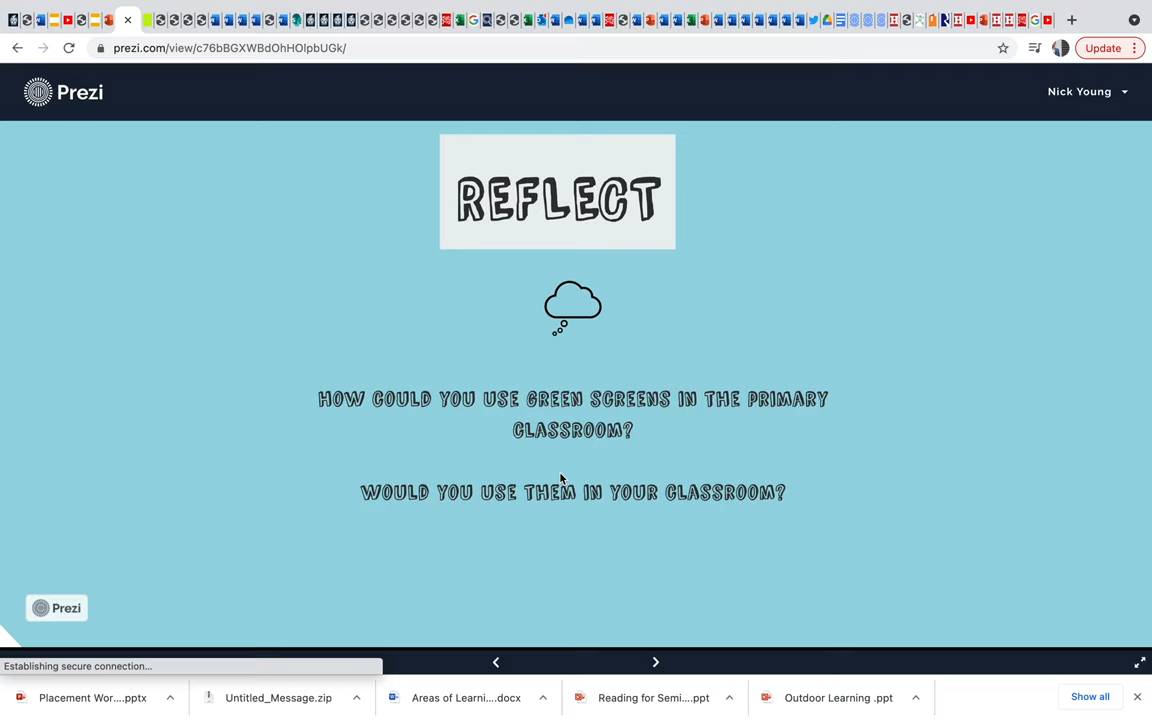 prezi.com/view/c76bBGXWBdOhHOlpbUGk/
Update
Prezi
Nick Young
REFLECT
HOW COULD YOU USE GREEN SCREENS IN THE PRIMARY
CLASSROOM?
WOULD YOU USE THEM IN YOUR CLASSROOM?
Prezi
Establishing secure connection...
Placement Wor....pptx
Untitled_Message.zip
Areas of Learni....docx
Reading for Semi....ppt
Outdoor Learning .ppt
Show all